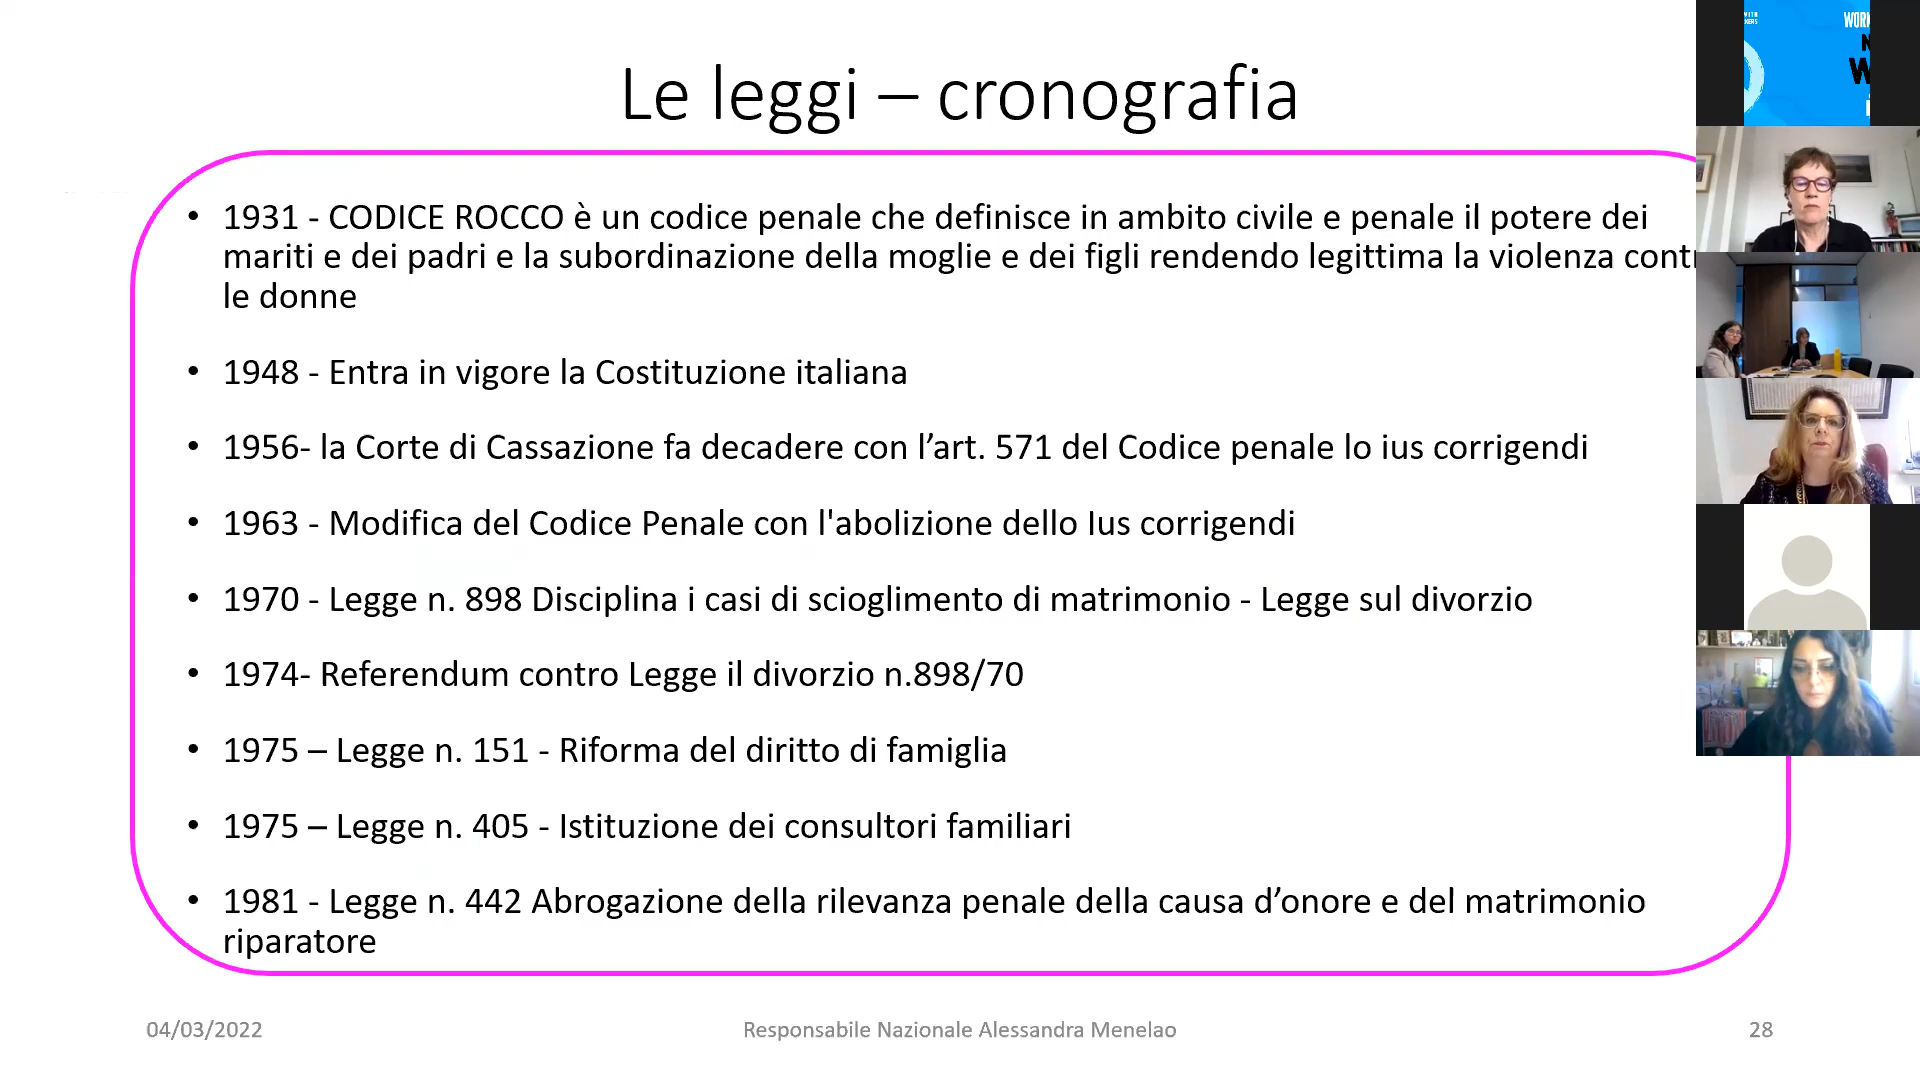 Le leggi – cronografia
• 1931 - CODICE ROCCO è un codice penale che definisce in ambito civile e penale il potere dei
mariti e dei padri e la subordinazione della moglie e dei figli rendendo legittima la violenza cont
le donne
• 1948 - Entra in vigore la Costituzione italiana
• 1956- la Corte di Cassazione fa decadere con l’art. 571 del Codice penale lo ius corrigendi
• 1963 - Modifica del Codice Penale con l'abolizione dello Ius corrigendi
• 1970 - Legge n. 898 Disciplina i casi di scioglimento di matrimonio - Legge sul divorzio
• 1974- Referendum contro Legge il divorzio n.898/70
• 1975 – Legge n. 151 - Riforma del diritto di famiglia
• 1975 – Legge n. 405 - Istituzione dei consultori familiari
• 1981 - Legge n. 442 Abrogazione della rilevanza penale della causa d’onore e del matrimonio
riparatore
04/03/2022
Responsabile Nazionale Alessandra Menelao
28